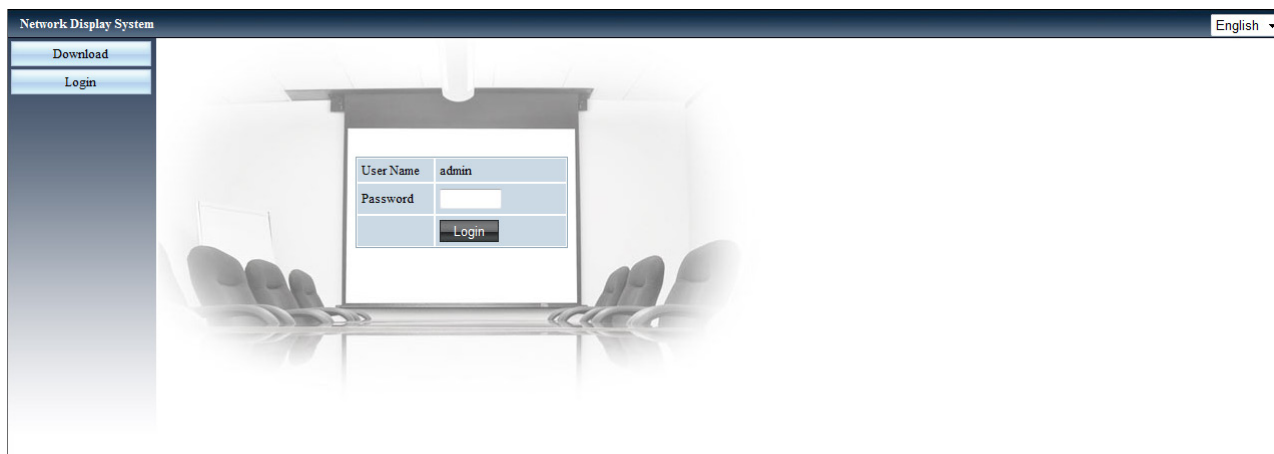 Network Display System
English
Download
Login
User Name admin
Password
Login